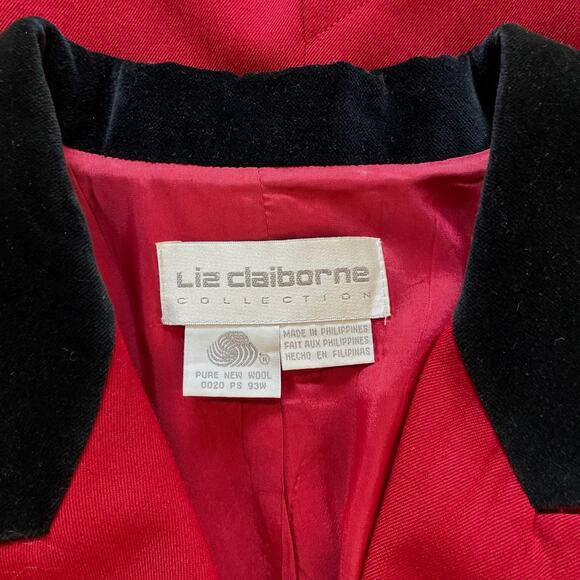 Liz claiborne
COLLECTION
MADE IN PHILIPPINES
FAIT AUX PHILIPPINES
HECHO EN FILIPINAS
PURE NEW WOOL
0020 PS 93W